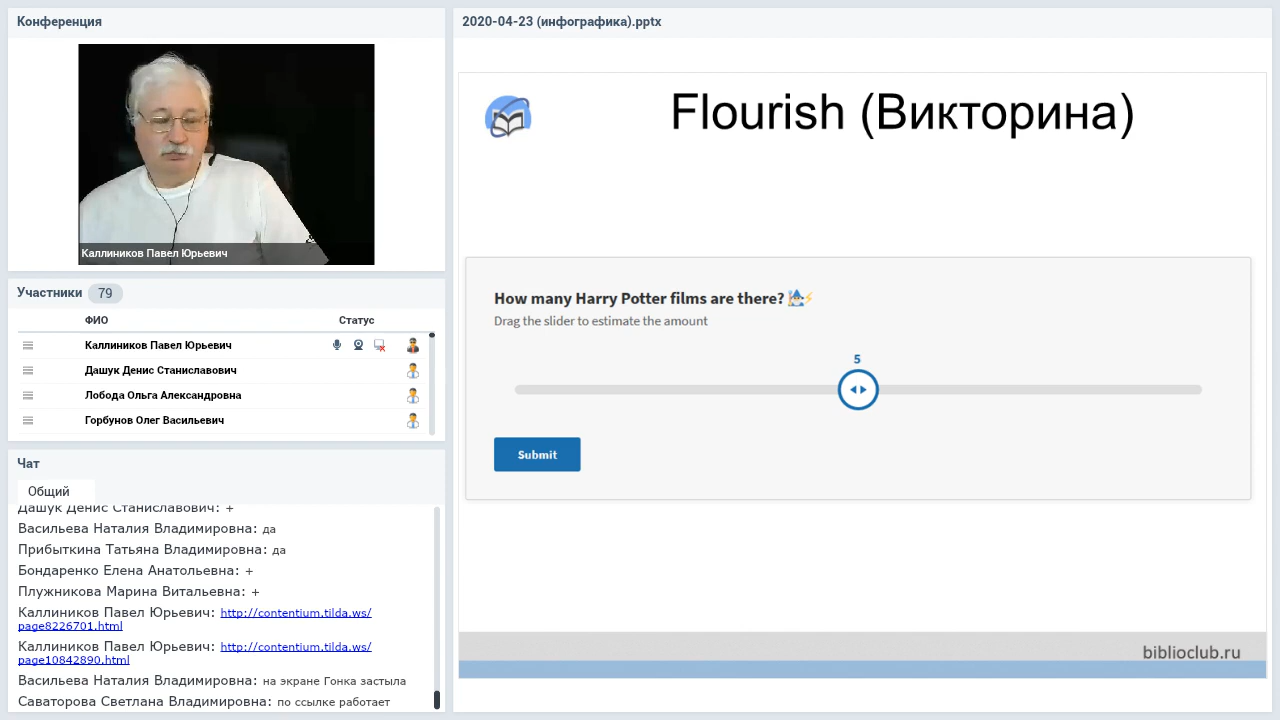 Конференция
Каллиников Павел Юрьевич
Участники 79
ФИО Статус
Каллиников Павел Юрьевич
Дашук Денис Станиславович
Лобода Ольга Александровна
Горбунов Олег Васильевич
Чат
Общий
Дашук Денис Станиславович: +
Васильева Наталия Владимировна: да
Прибыткина Татьяна Владимировна: да
Бондаренко Елена Анатольевна: +
Плужникова Марина Витальевна: +
Каллиников Павел Юрьевич: http://contentium.tilda.ws/
page8226701.html
Каллиников Павел Юрьевич: http://contentium.tilda.ws/
page10842890.html
Васильева Наталия Владимировна: на экране Гонка застыла
Саваторова Светлана Владимировна: по ссылке работает
2020-04-23 (инфографика).pptx
Flourish (Викторина)
How many Harry Potter films are there?
Drag the slider to estimate the amount
5
Submit
biblioclub.ru